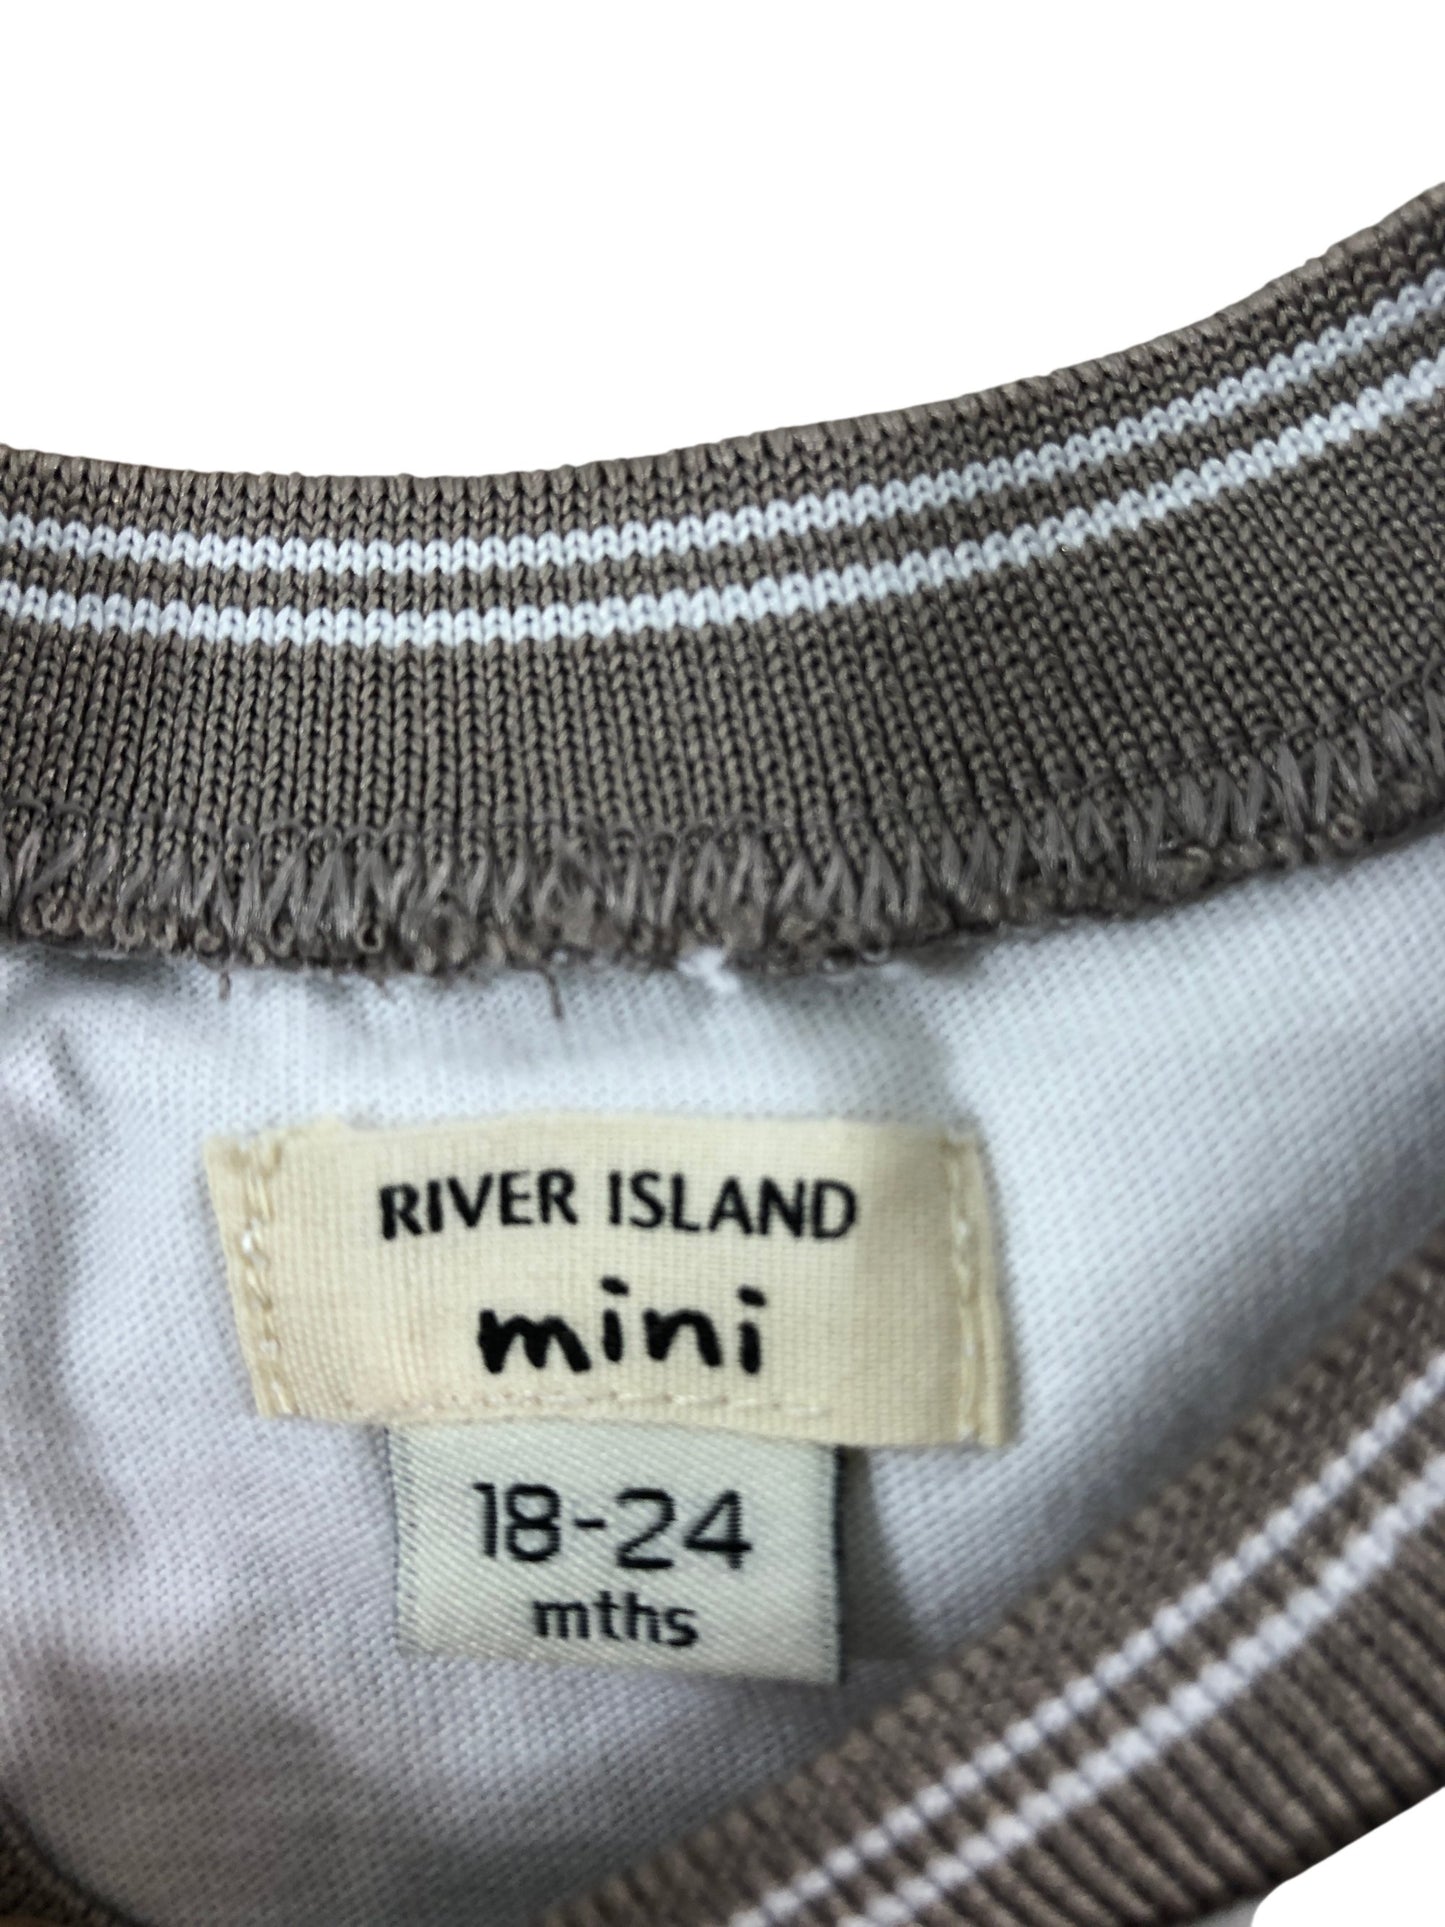 RIVER ISLAND
mini
18-24
mths